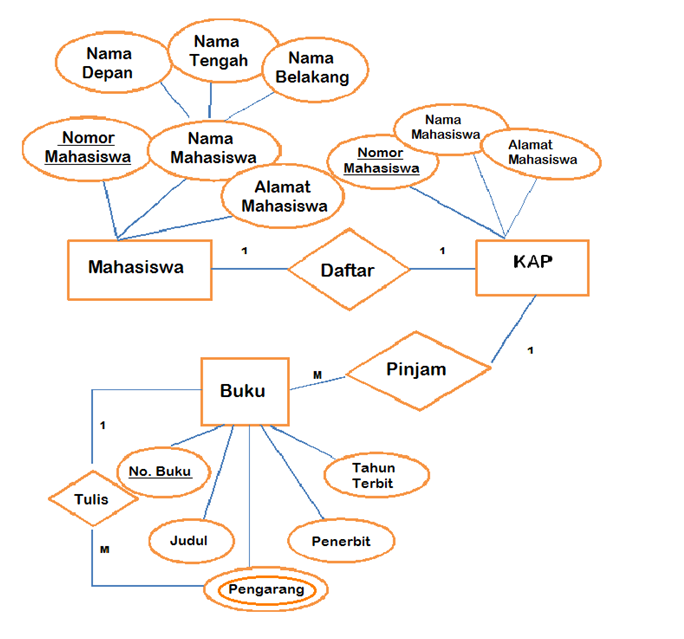 Nama
Depan
Nama
Tengah
Nama
Belakang
Nomor
Mahasiswa
Nama
Mahasiswa
Alamat
Mahasiswa
Nomor
Mahasiswa
Nama
Mahasiswa
Alamat
Mahasiswa
Mahasiswa
1
Daftar
1
KAP
1
Pinjam
M
Buku
1
Tulis
M
No. Buku
Judul
Pengarang
Penerbit
Tahun
Terbit